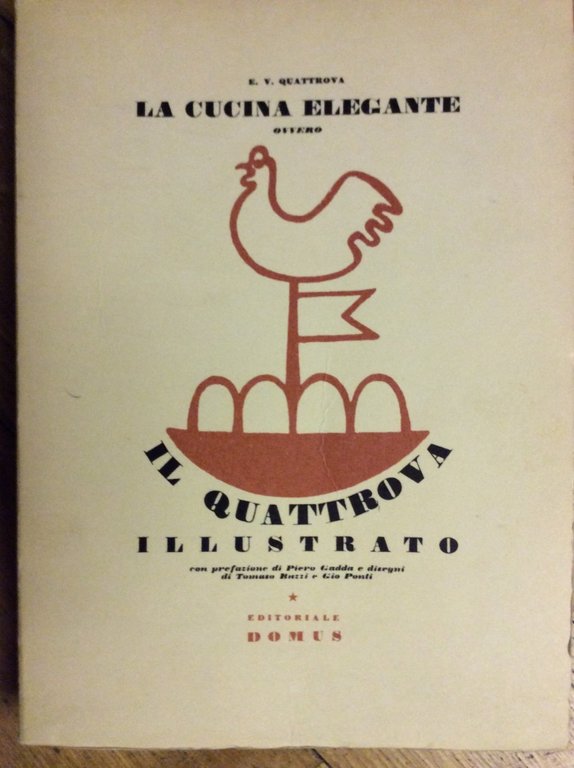 E. V. QUATTROVA
LA CUCINA ELEGANTE
OVVERO
IL QUATTROVA
ILLUSTRATO
con prefazione di Piero Gadda e disegni
di Tomaso Buzzi e Gio Ponti
EDITORIALE
DOMUS